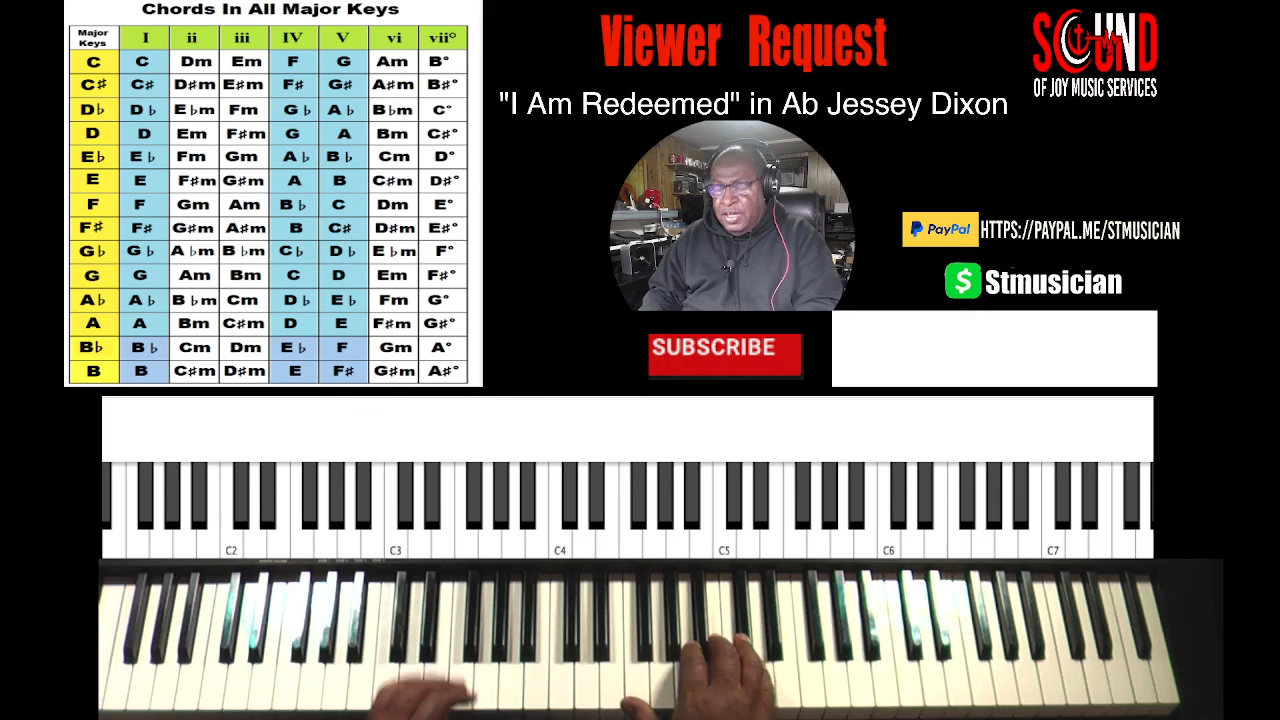 Chords In All Major Keys
Major Keys I ii iii IV V vi vii°
C C Dm Em F G Am B°
C♯ C♯ D♯m E♯m F♯ G♯ A♯m B♯°
D♭ D♭ E♭m Fm G♭ A♭ B♭m C°
D D Em F♯m G A Bm C♯°
E♭ E♭ Fm Gm A♭ B♭ Cm D°
E E F♯m G♯m A B C♯m D♯°
F F Gm Am B♭ C Dm E°
F♯ F♯ G♯m A♯m B C♯ D♯m E♯°
G♭ G♭ A♭m B♭m C♭ D♭ E♭m F°
G G Am Bm C D Em F♯°
A♭ A♭ B♭m Cm D♭ E♭ Fm G°
A A Bm C♯m D E F♯m G♯°
B♭ B♭ Cm Dm E♭ F Gm A°
B B C♯m D♯m E F♯ G♯m A♯°
Viewer Request
"I Am Redeemed" in Ab Jessey Dixon
SOUND
OF JOY MUSIC SERVICES
PayPal HTTPS://PAYPAL.ME/STMUSICIAN
$ Stmusician
SUBSCRIBE
C2 C3 C4 C5 C6 C7